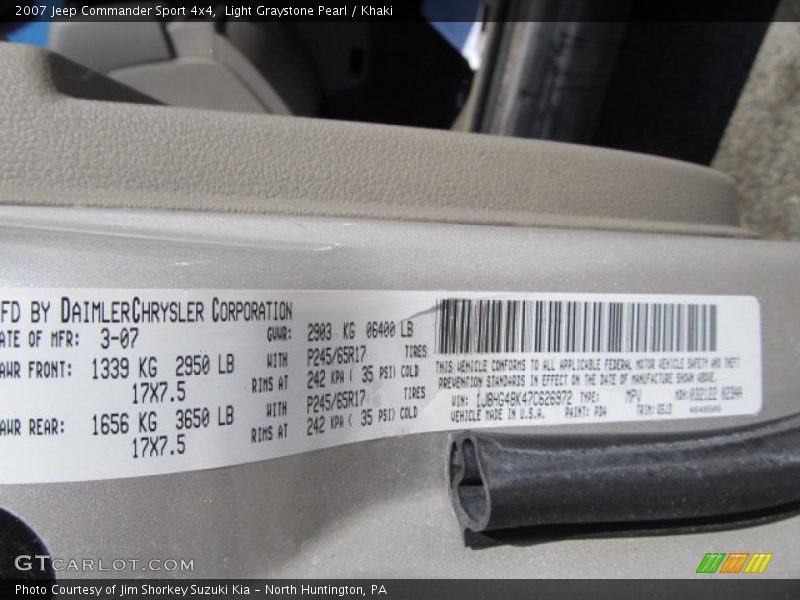 2007 Jeep Commander Sport 4x4,  Light Graystone Pearl / Khaki
FD BY DAIMLERCHRYSLER CORPORATION
ATE OF MFR: 3-07
GVWR: 2903 KG 06400 LB
AWR FRONT: 1339 KG 2950 LB
WITH P245/65R17 TIRES
17X7.5
RIMS AT 242 KPA ( 35 PSI) COLD
AWR REAR: 1656 KG 3650 LB
WITH P245/65R17 TIRES
17X7.5
RIMS AT 242 KPA ( 35 PSI) COLD
THIS VEHICLE CONFORMS TO ALL APPLICABLE FEDERAL MOTOR VEHICLE SAFETY AND THEFT
PREVENTION STANDARDS IN EFFECT ON THE DATE OF MANUFACTURE SHOWN ABOVE.
VIN: 1J8HG48K47C626972 TYPE: MPV MDH: 032122 023AA
VEHICLE MADE IN U.S.A. PAINT: PDA TRIM:
GTCARLOT.COM
Photo Courtesy of Jim Shorkey Suzuki Kia – North Huntington, PA